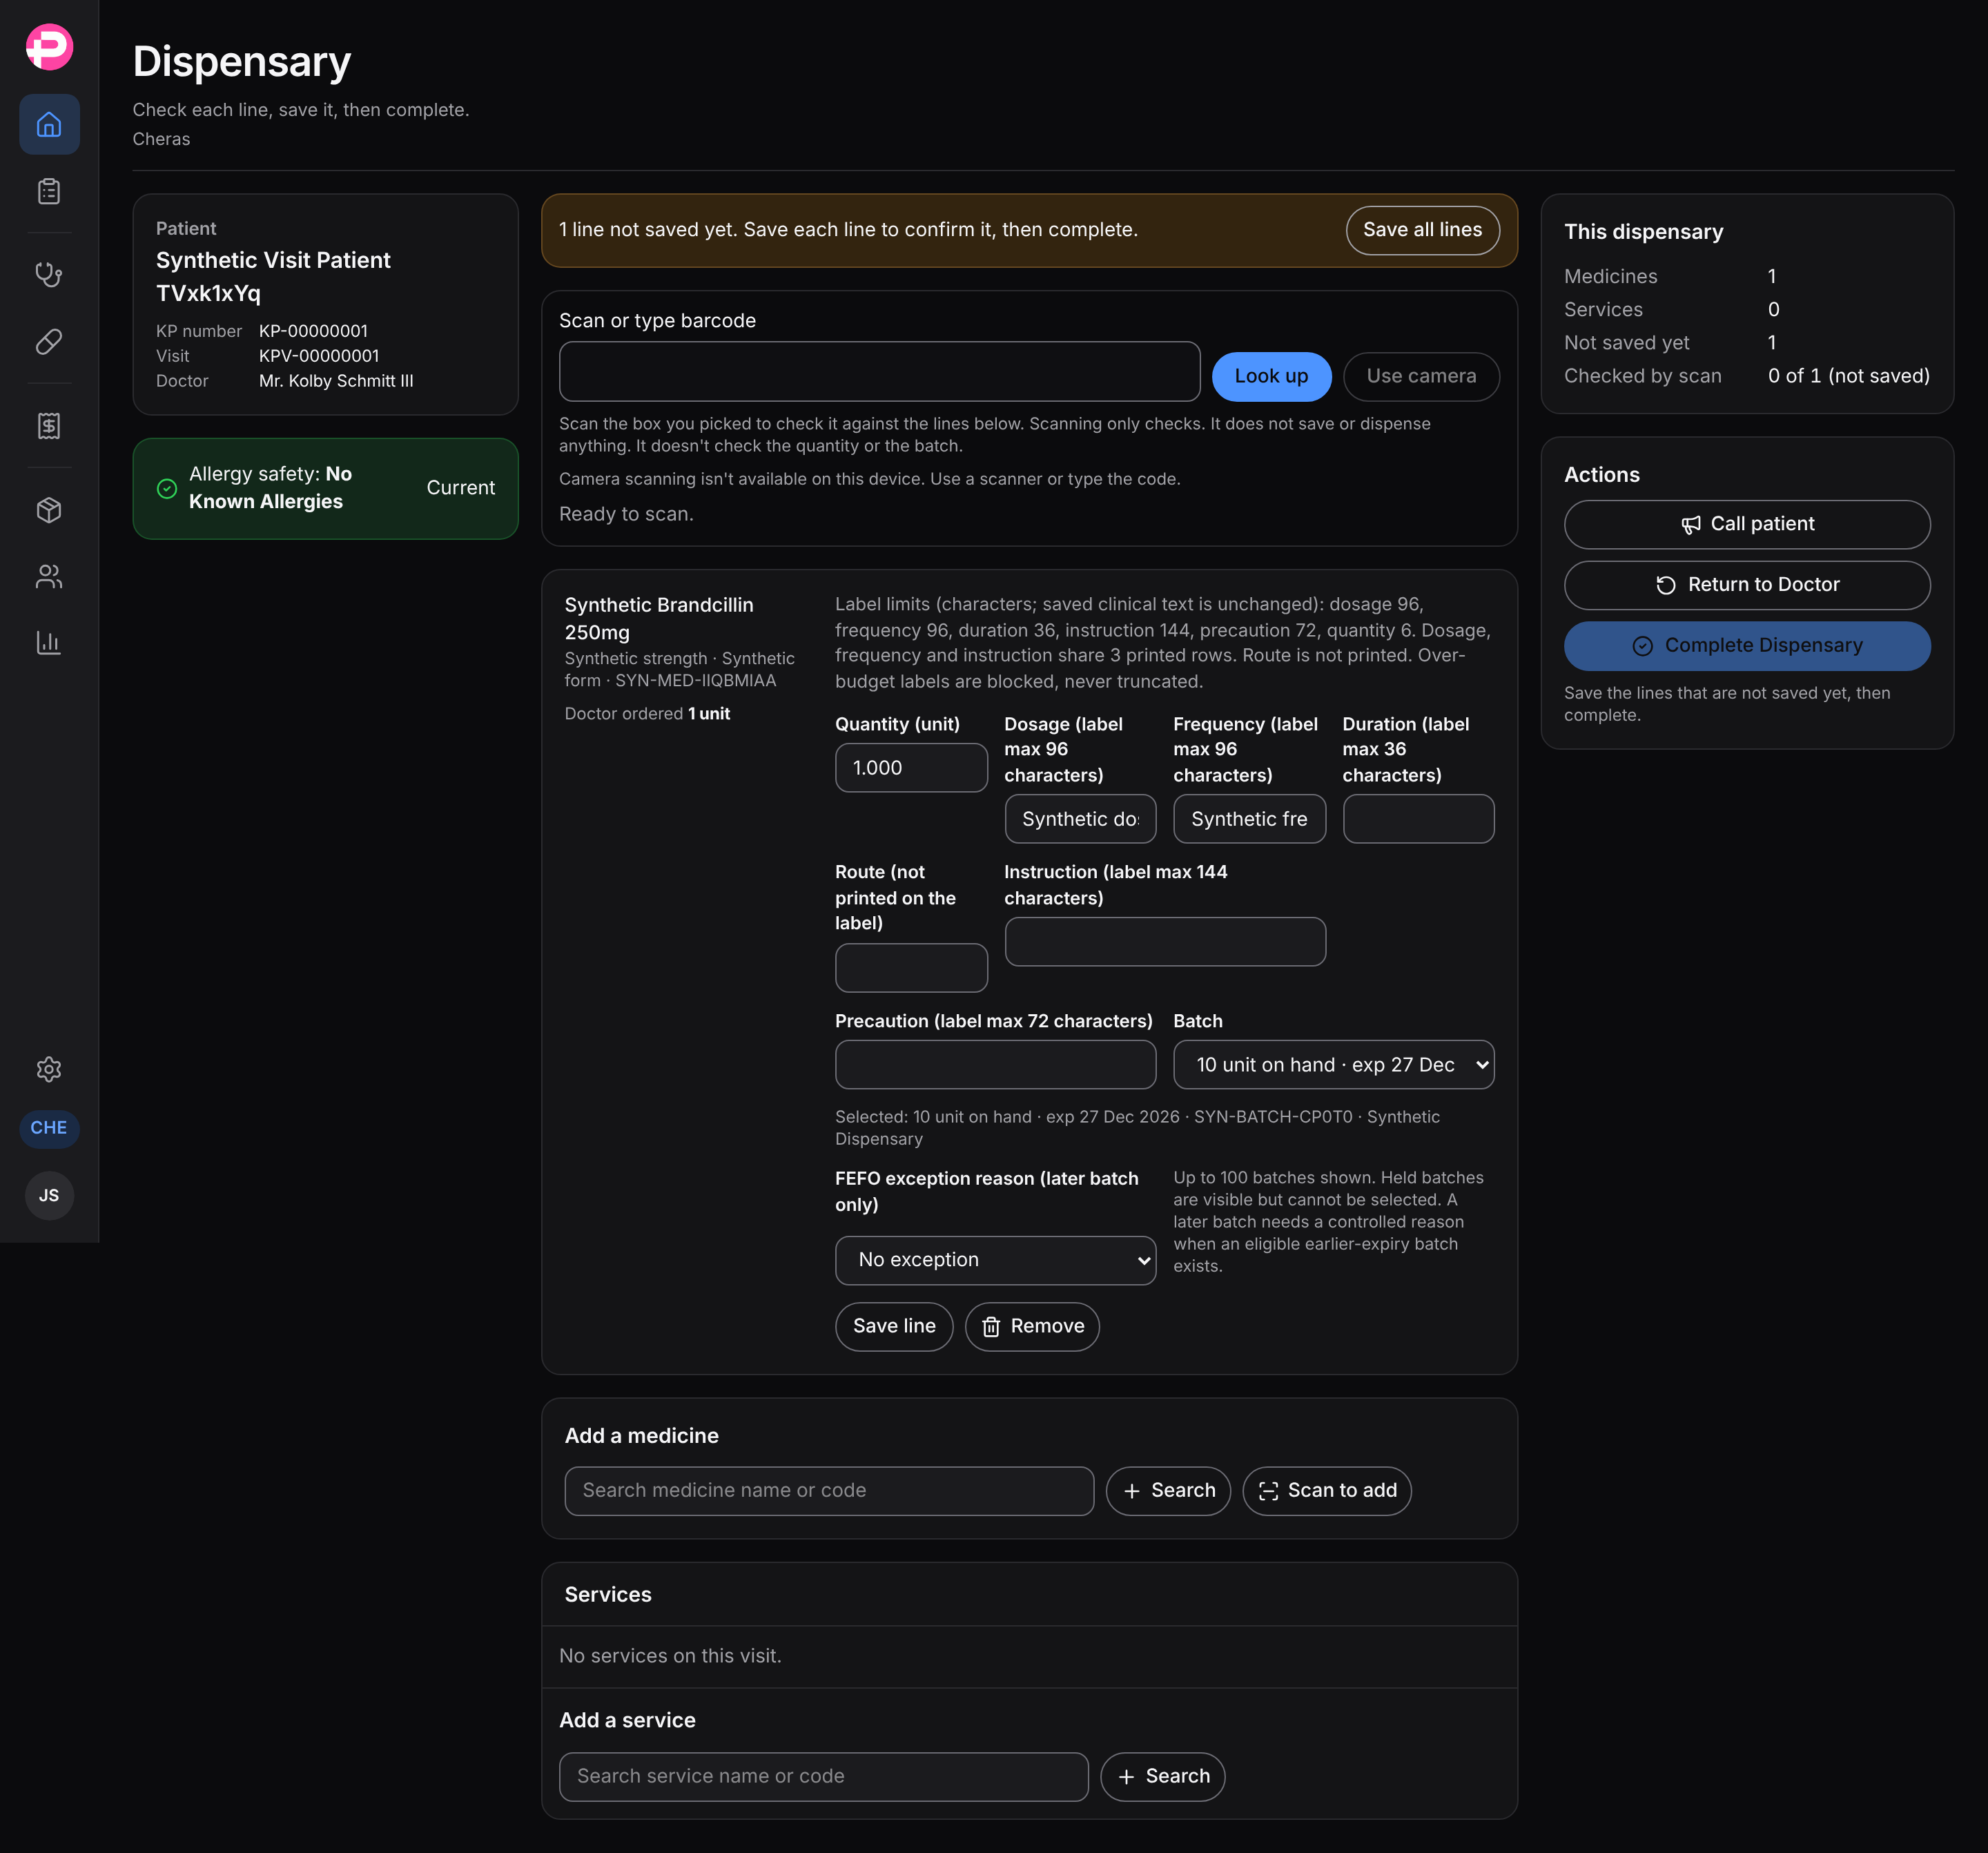 Dispensary
Check each line, save it, then complete.
Cheras
Patient
Synthetic Visit Patient
TVxk1xYq
KP number KP-00000001
Visit KPV-00000001
Doctor Mr. Kolby Schmitt III
Allergy safety: No
Known Allergies
Current
1 line not saved yet. Save each line to confirm it, then complete.
Save all lines
Scan or type barcode
Look up
Use camera
Scan the box you picked to check it against the lines below. Scanning only checks. It does not save or dispense
anything. It doesn't check the quantity or the batch.
Camera scanning isn't available on this device. Use a scanner or type the code.
Ready to scan.
Synthetic Brandcillin
250mg
Synthetic strength · Synthetic
form · SYN-MED-IIQBMIAA
Doctor ordered 1 unit
Label limits (characters; saved clinical text is unchanged): dosage 96,
frequency 96, duration 36, instruction 144, precaution 72, quantity 6. Dosage,
frequency and instruction share 3 printed rows. Route is not printed. Over-
budget labels are blocked, never truncated.
Quantity (unit)
1.000
Dosage (label
max 96
characters)
Synthetic do
Frequency (label
max 96
characters)
Synthetic fre
Duration (label
max 36
characters)
Route (not
printed on the
label)
Instruction (label max 144
characters)
Precaution (label max 72 characters)
Batch
10 unit on hand · exp 27 Dec
Selected: 10 unit on hand · exp 27 Dec 2026 · SYN-BATCH-CP0T0 · Synthetic
Dispensary
FEFO exception reason (later batch
only)
No exception
Up to 100 batches shown. Held batches
are visible but cannot be selected. A
later batch needs a controlled reason
when an eligible earlier-expiry batch
exists.
Save line
Remove
Add a medicine
Search medicine name or code
Search
Scan to add
Services
No services on this visit.
Add a service
Search service name or code
Search
This dispensary
Medicines 1
Services 0
Not saved yet 1
Checked by scan 0 of 1 (not saved)
Actions
Call patient
Return to Doctor
Complete Dispensary
Save the lines that are not saved yet, then
complete.
CHE
JS